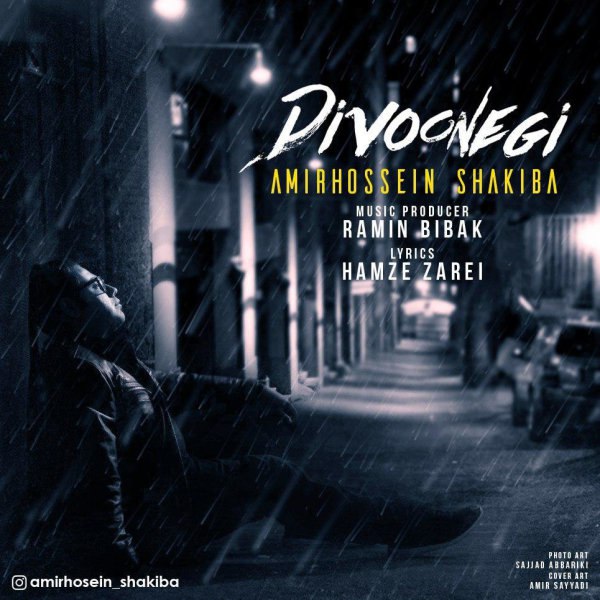 DIVOONEGI
AMIRHOSSEIN SHAKIBA
MUSIC PRODUCER
RAMIN BIBAK
LYRICS
HAMZE ZAREI
PHOTO ART
SAJJAD ABBARIKI
COVER ART
AMIR SAYYADI
amirhosein_shakiba